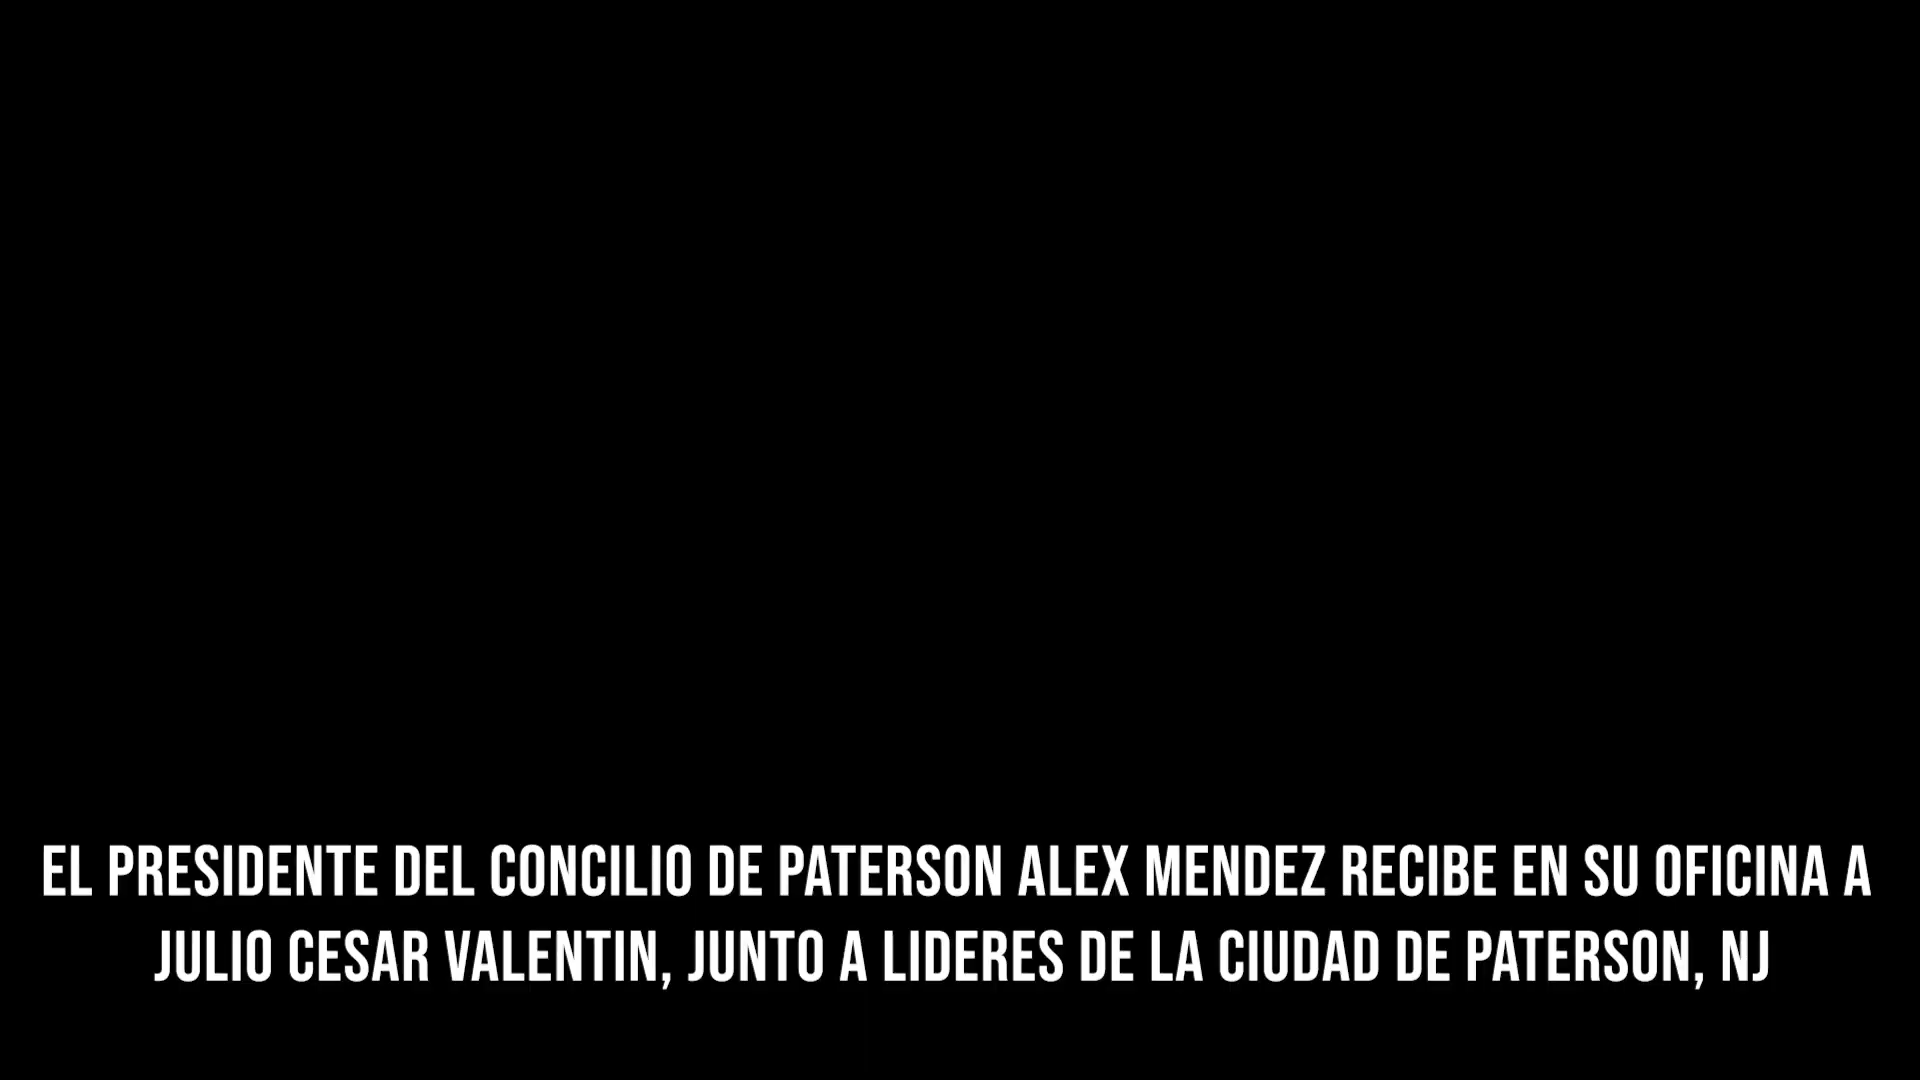 EL PRESIDENTE DEL CONCILIO DE PATERSON ALEX MENDEZ RECIBE EN SU OFICINA A
JULIO CESAR VALENTIN, JUNTO A LIDERES DE LA CIUDAD DE PATERSON, NJ